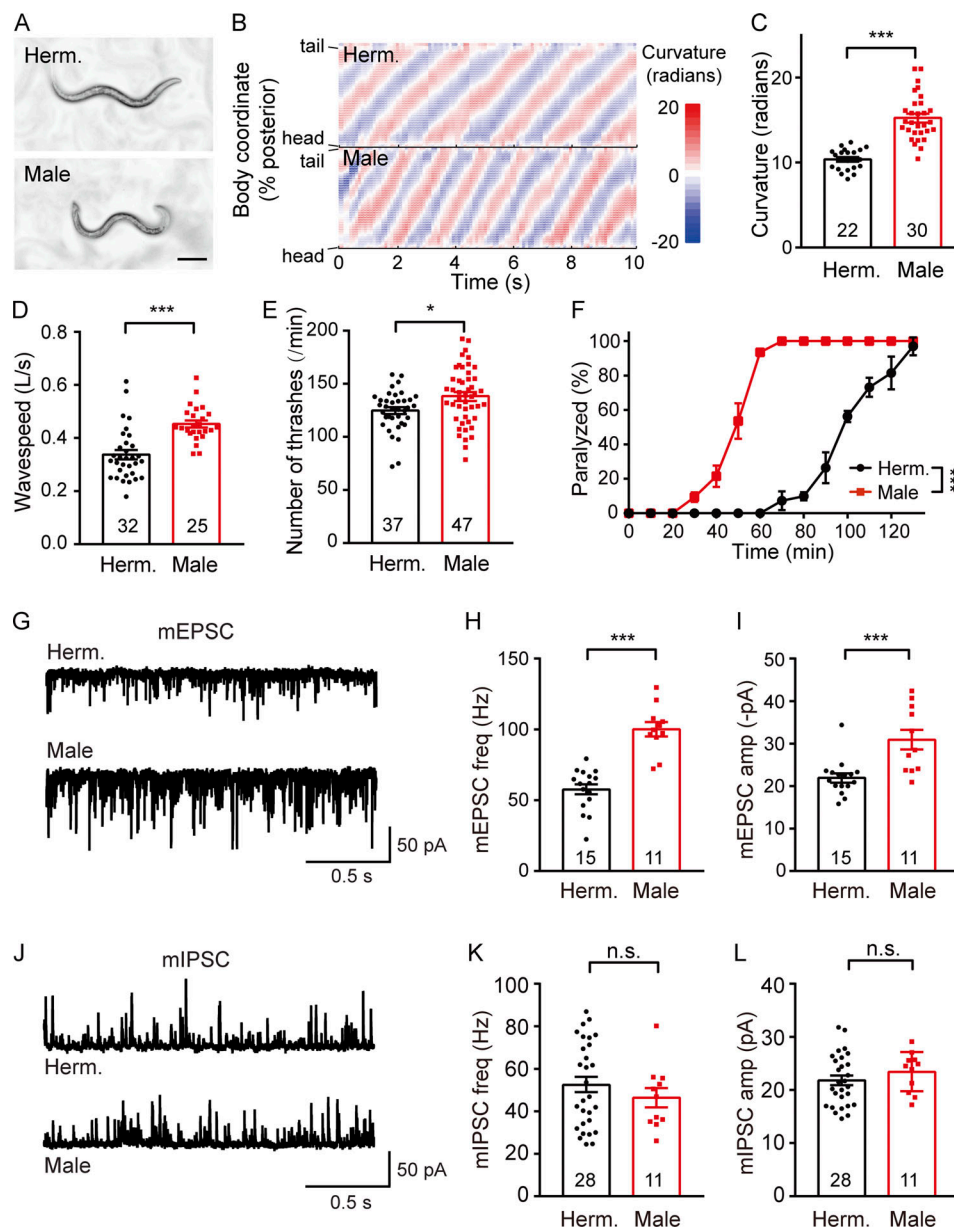 A
Herm.
Male
B
tail
Herm.
head
tail
Male
head
Body coordinate
(% posterior)
0 2 4 6 8 10
Time (s)
Curvature
(radians)
20
0
-20
C
***
Curvature (radians)
20
10
0
22 30
Herm. Male
D
***
Wavespeed (L/s)
0.8
0.6
0.4
0.2
0.0
32 25
Herm. Male
E
*
Number of thrashes (/min)
200
150
100
50
0
37 47
Herm. Male
F
Paralyzed (%)
100
80
60
40
20
0
0 20 40 60 80 100 120
Time (min)
Herm.
Male
***
G
mEPSC
Herm.
Male
50 pA
0.5 s
H
***
mEPSC freq (Hz)
150
100
50
0
15 11
Herm. Male
I
***
mEPSC amp (-pA)
50
40
30
20
10
0
15 11
Herm. Male
J
mIPSC
Herm.
Male
50 pA
0.5 s
K
n.s.
mIPSC freq (Hz)
100
80
60
40
20
0
28 11
Herm. Male
L
n.s.
mIPSC amp (pA)
40
30
20
10
0
28 11
Herm. Male